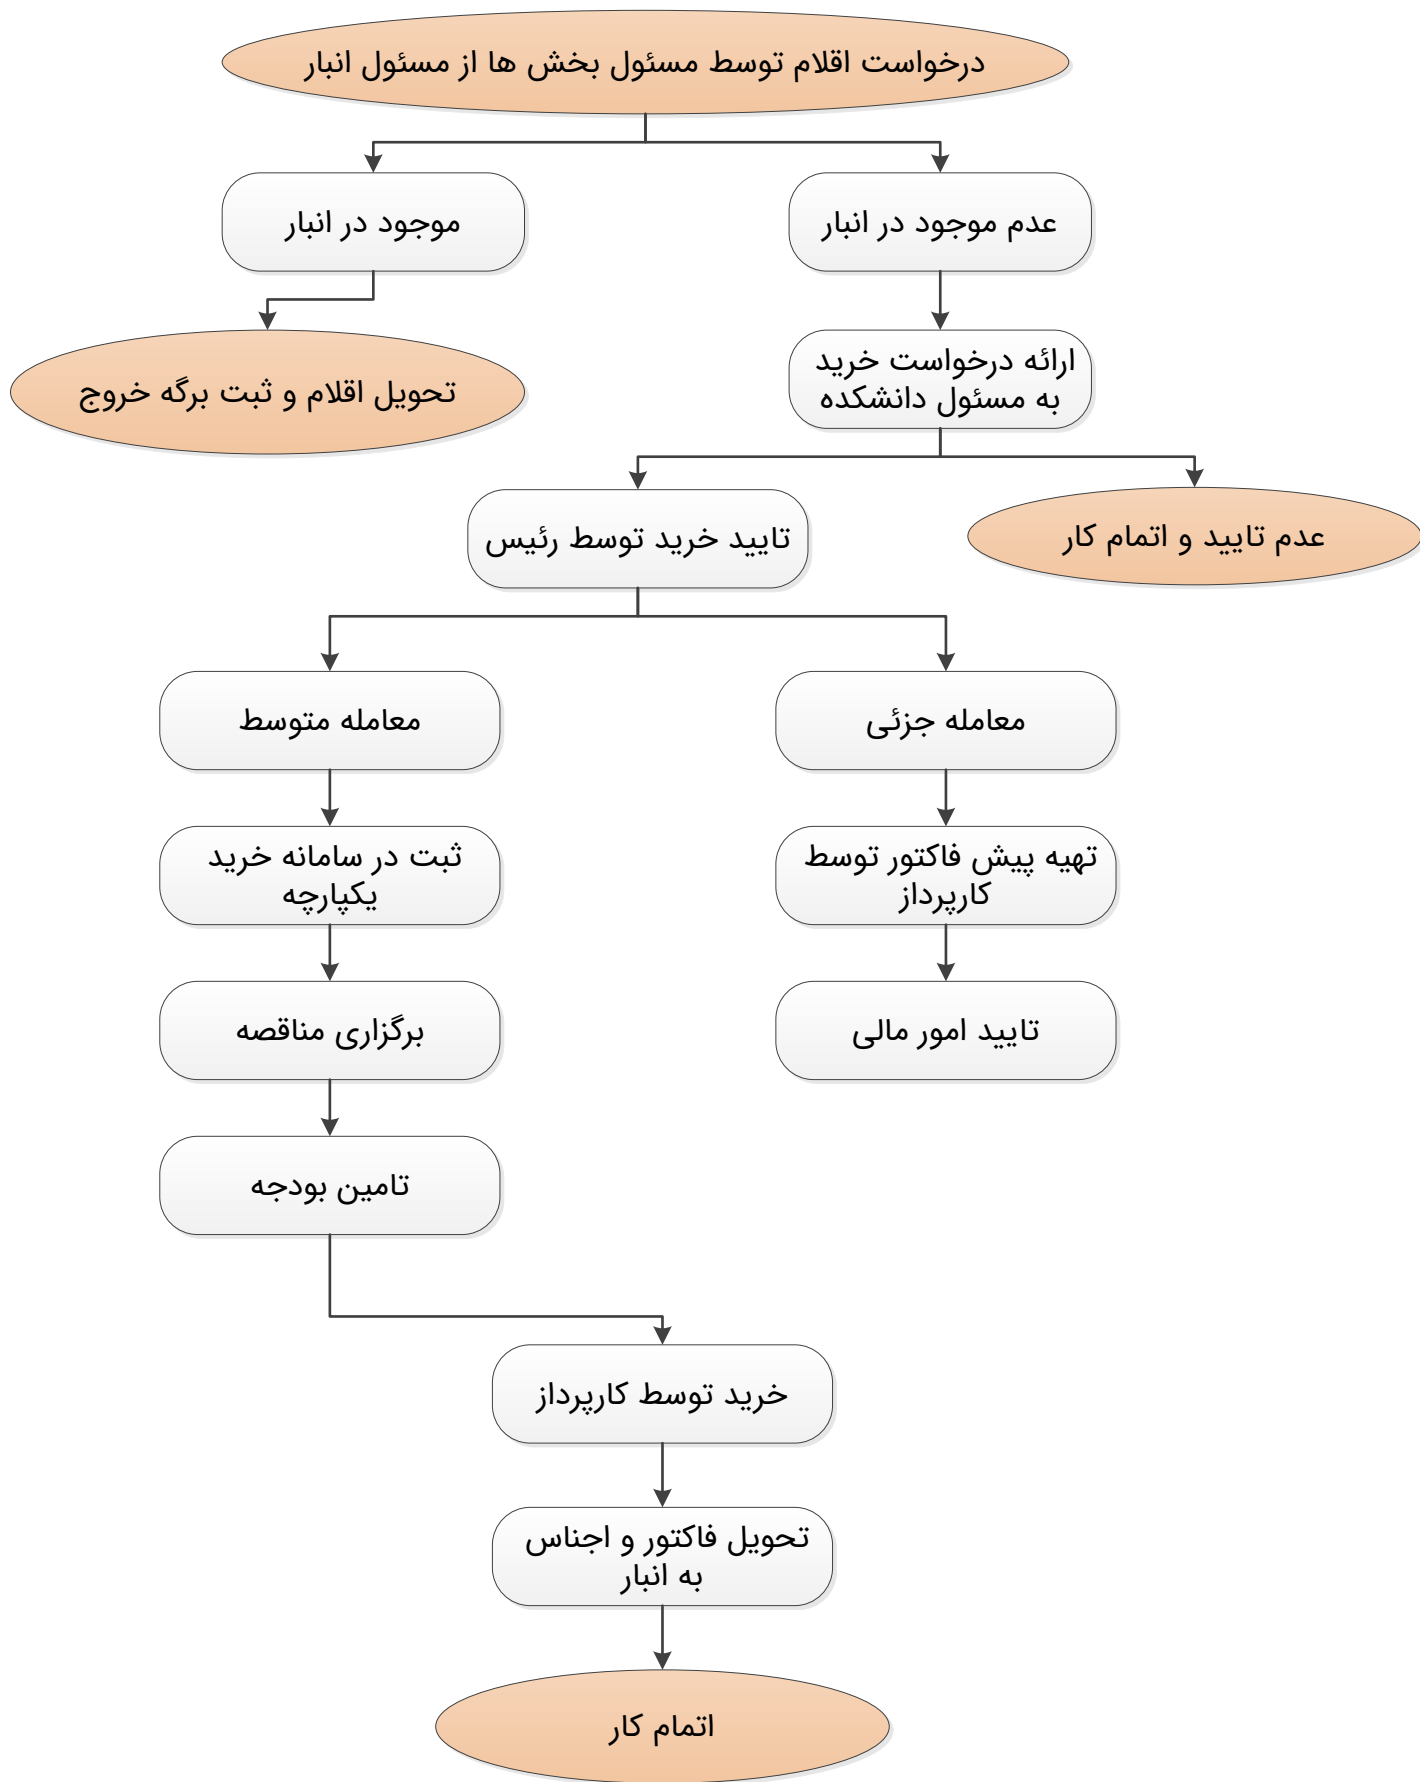 درخواست اقلام توسط مسئول بخش ها از مسئول انبار
عدم موجود در انبار
موجود در انبار
ارائه درخواست خرید
به مسئول دانشکده
تحویل اقلام و ثبت برگه خروج
عدم تایید و اتمام کار
تایید خرید توسط رئیس
معامله جزئی
معامله متوسط
تهیه پیش فاکتور توسط
کارپرداز
ثبت در سامانه خرید
یکپارچه
تایید امور مالی
برگزاری مناقصه
تامین بودجه
خرید توسط کارپرداز
تحویل فاکتور و اجناس
به انبار
اتمام کار